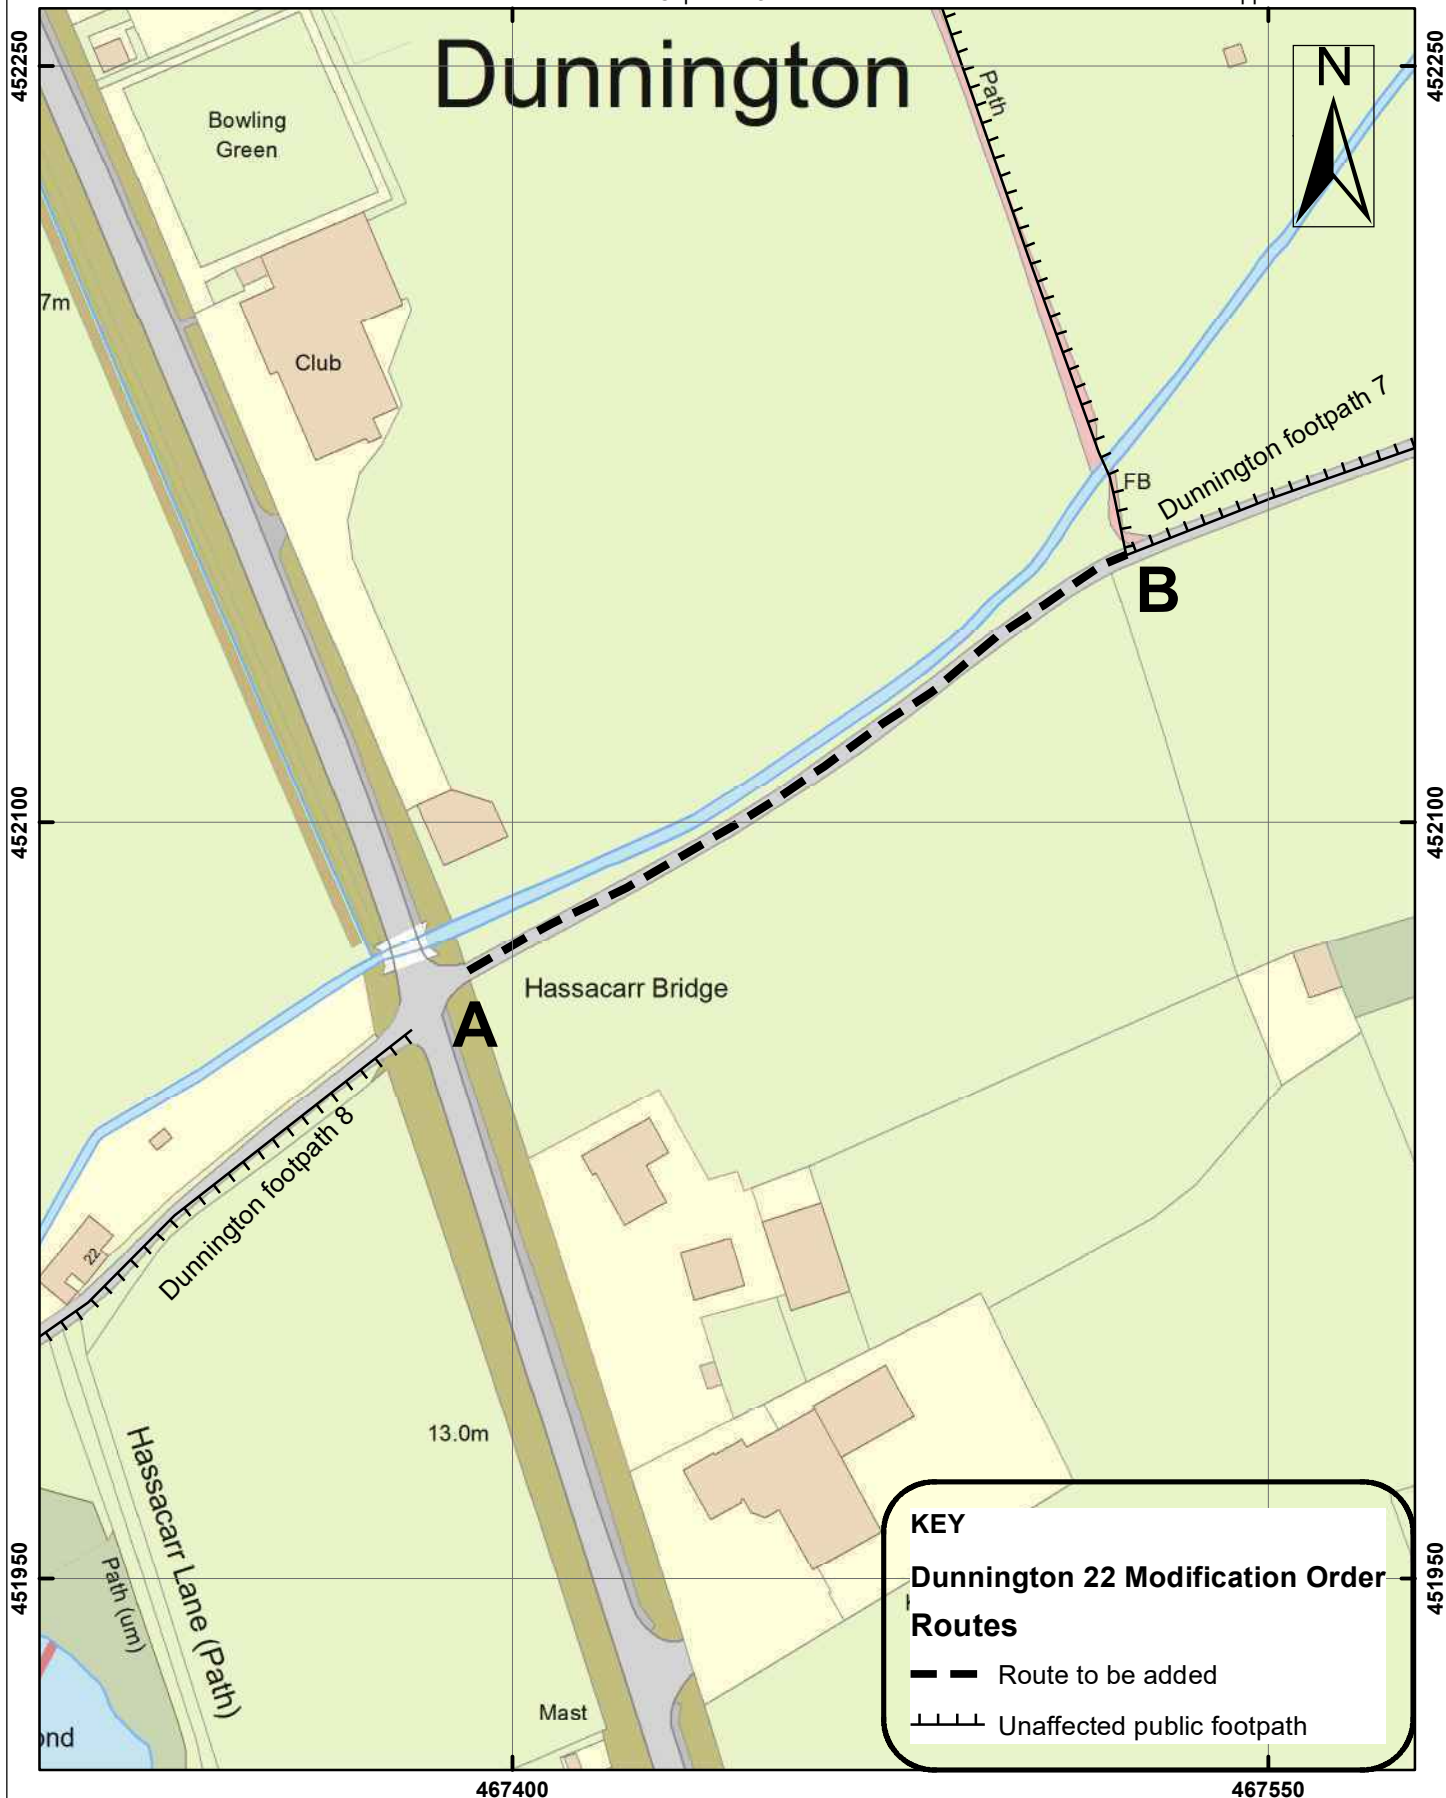 452250
452250
Dunnington
N
Path
Bowling
Green
7m
Club
Dunnington footpath 7
FB
B
452100
452100
Hassacarr Bridge
A
Dunnington footpath 8
22
13.0m
Hassacarr Lane (Path)
Path (um)
451950
451950
Mast
ond
KEY
Dunnington 22 Modification Order
Routes
Route to be added
Unaffected public footpath
467400
467550